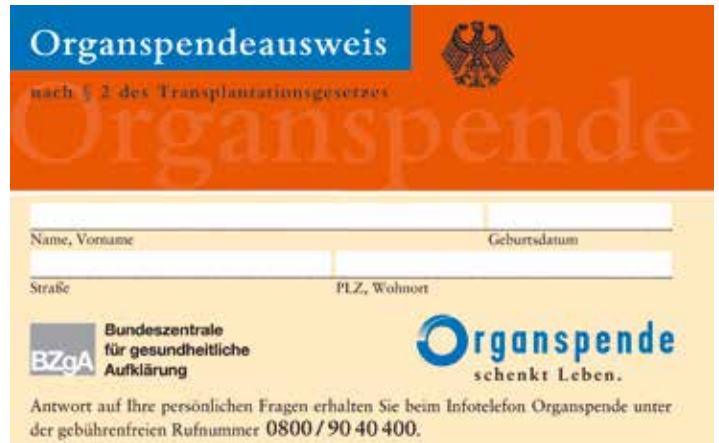 Organspendeausweis
nach § 2 des Transplantationsgesetzes
Organspende
Name, Vorname Geburtsdatum
Straße PLZ, Wohnort
BZgA
Bundeszentrale
für gesundheitliche
Aufklärung
Organspende
schenkt Leben.
Antwort auf Ihre persönlichen Fragen erhalten Sie beim Infotelefon Organspende unter
der gebührenfreien Rufnummer 0800 / 90 40 400.